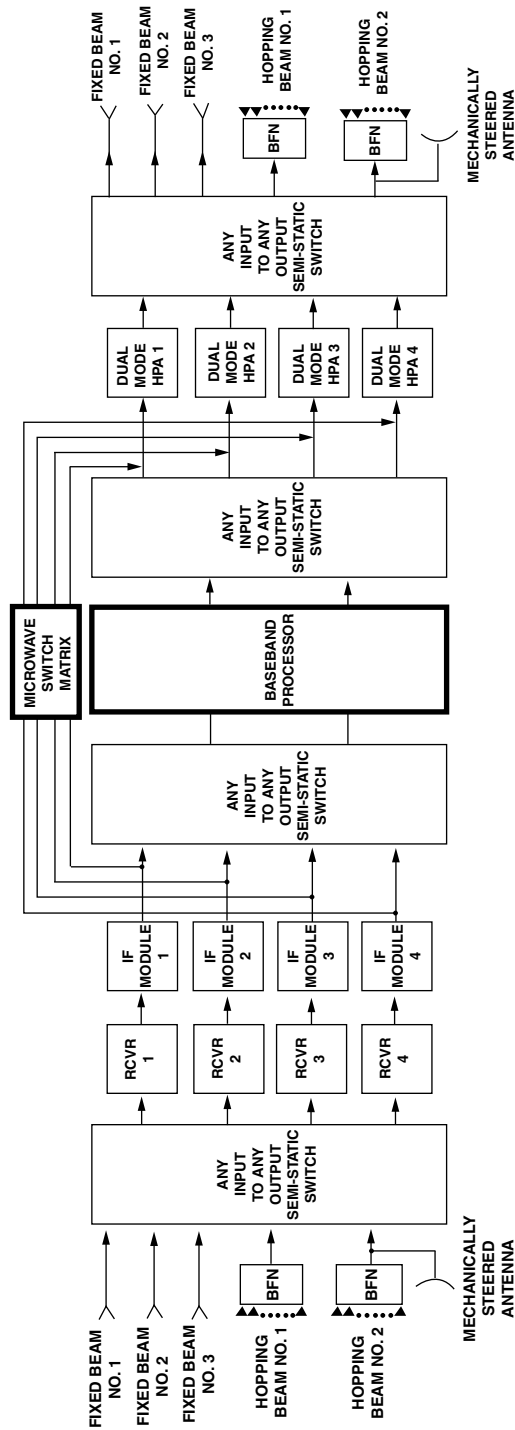 FIXED BEAM
NO. 1
FIXED BEAM
NO. 2
FIXED BEAM
NO. 3
HOPPING
BEAM NO. 1
BFN
HOPPING
BEAM NO. 2
BFN
MECHANICALLY
STEERED
ANTENNA
ANY
INPUT
TO ANY
OUTPUT
SEMI-STATIC
SWITCH
RCVR
1
RCVR
2
RCVR
3
RCVR
4
IF
MODULE
1
IF
MODULE
2
IF
MODULE
3
IF
MODULE
4
ANY
INPUT
TO ANY
OUTPUT
SEMI-STATIC
SWITCH
MICROWAVE
SWITCH
MATRIX
BASEBAND
PROCESSOR
ANY
INPUT
TO ANY
OUTPUT
SEMI-STATIC
SWITCH
DUAL
MODE
HPA 1
DUAL
MODE
HPA 2
DUAL
MODE
HPA 3
DUAL
MODE
HPA 4
ANY
INPUT
TO ANY
OUTPUT
SEMI-STATIC
SWITCH
FIXED BEAM
NO. 1
FIXED BEAM
NO. 2
FIXED BEAM
NO. 3
BFN
HOPPING
BEAM NO. 1
BFN
HOPPING
BEAM NO. 2
MECHANICALLY
STEERED
ANTENNA